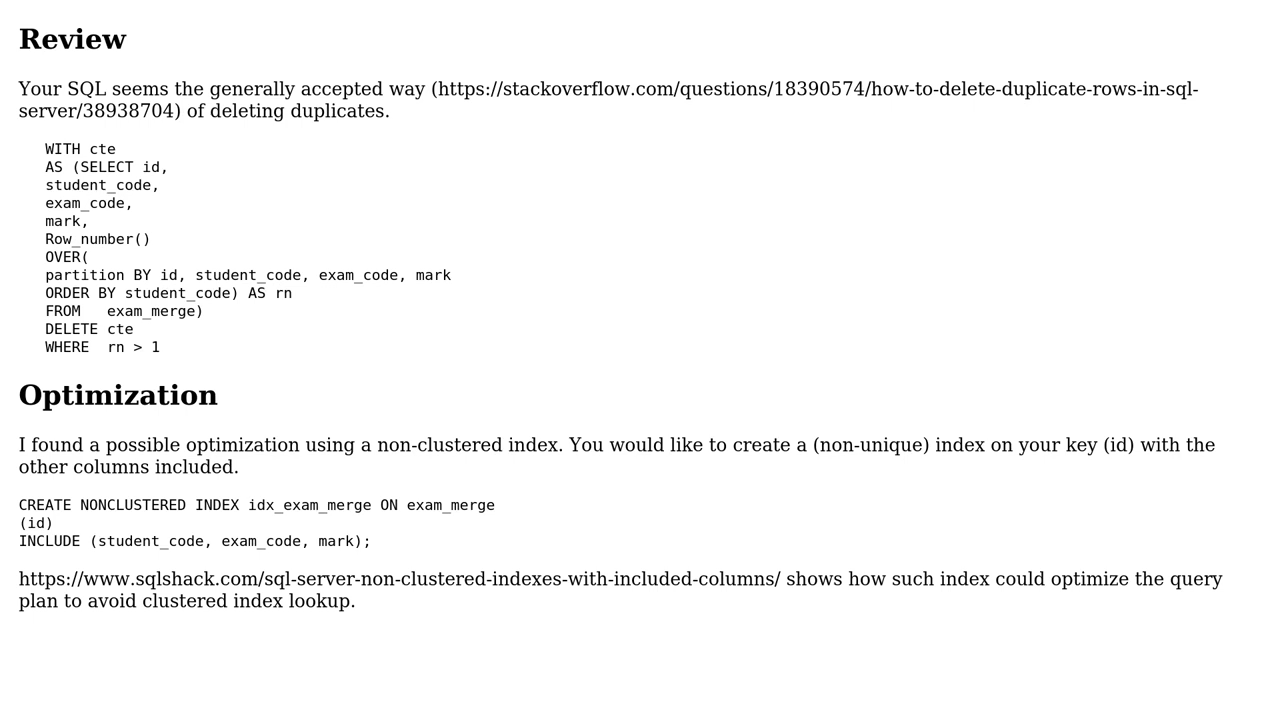 Review
Your SQL seems the generally accepted way (https://stackoverflow.com/questions/18390574/how-to-delete-duplicate-rows-in-sql-
server/38938704) of deleting duplicates.
WITH cte
AS (SELECT id,
student_code,
exam_code,
mark,
Row_number()
OVER(
partition BY id, student_code, exam_code, mark
ORDER BY student_code) AS rn
FROM   exam_merge)
DELETE cte
WHERE  rn > 1
Optimization
I found a possible optimization using a non-clustered index. You would like to create a (non-unique) index on your key (id) with the
other columns included.
CREATE NONCLUSTERED INDEX idx_exam_merge ON exam_merge
(id)
INCLUDE (student_code, exam_code, mark);
https://www.sqlshack.com/sql-server-non-clustered-indexes-with-included-columns/ shows how such index could optimize the query
plan to avoid clustered index lookup.